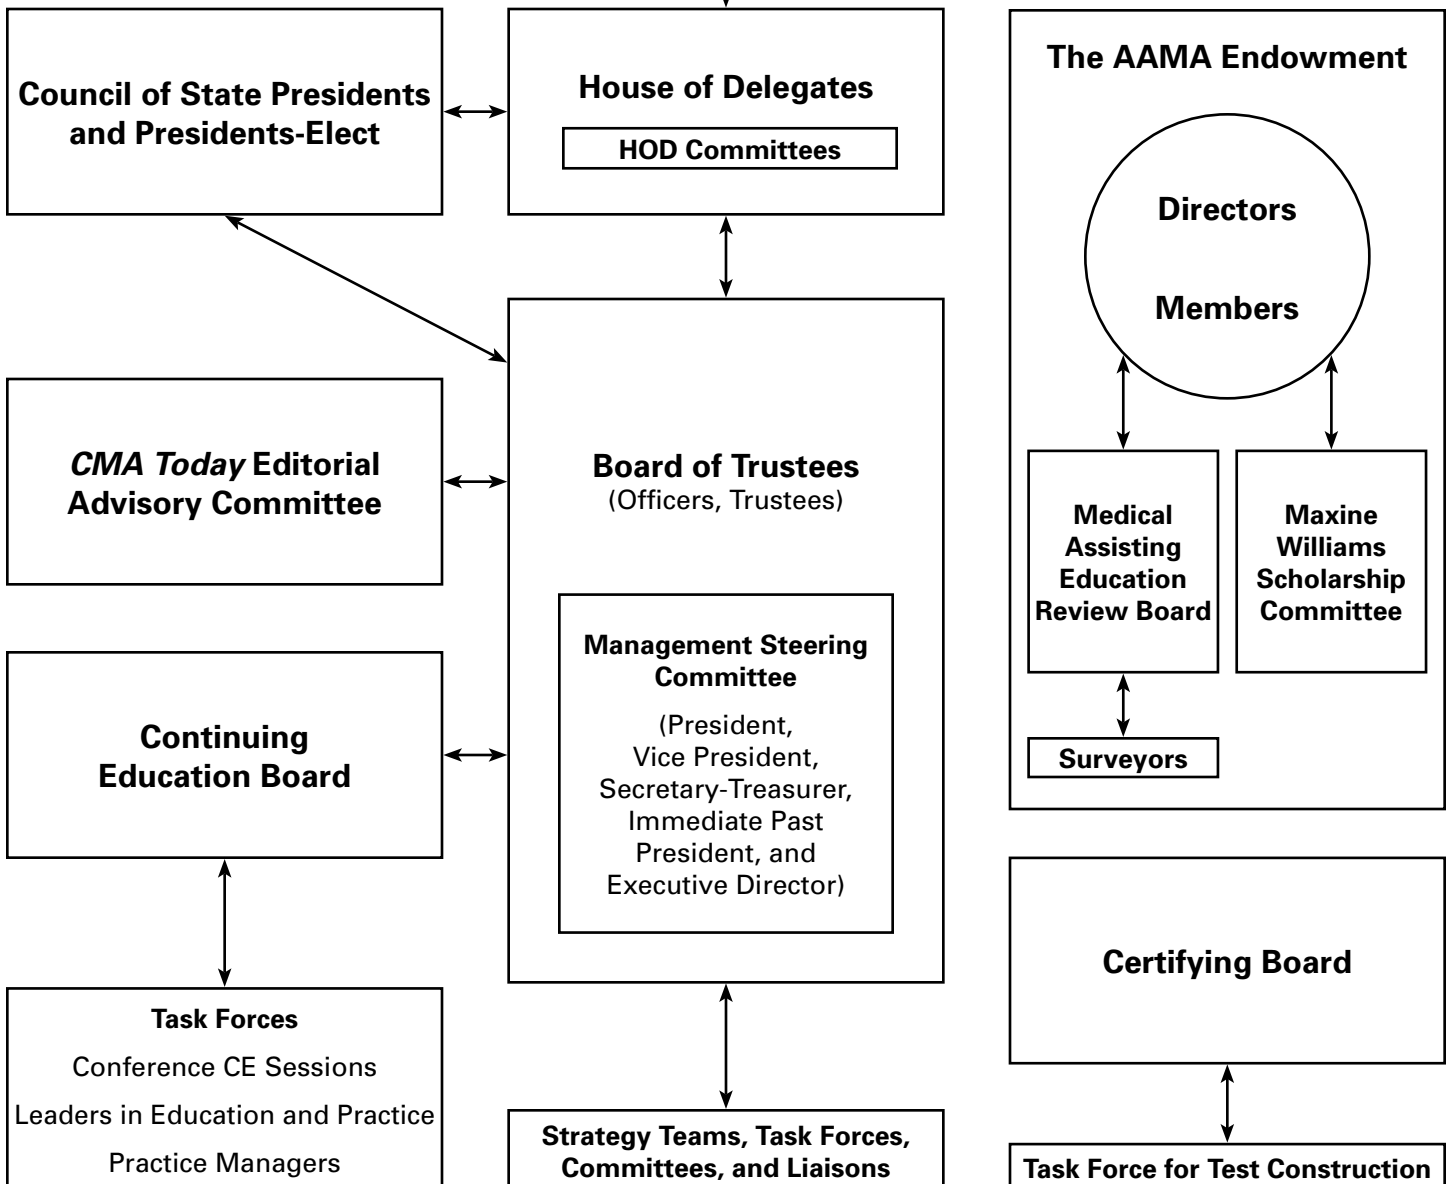 Council of State Presidents
and Presidents-Elect
House of Delegates
HOD Committees
The AAMA Endowment
Directors
Members
CMA Today Editorial
Advisory Committee
Board of Trustees
(Officers, Trustees)
Medical
Assisting
Education
Review Board
Maxine
Williams
Scholarship
Committee
Management Steering
Committee
(President,
Vice President,
Secretary-Treasurer,
Immediate Past
President, and
Executive Director)
Continuing
Education Board
Surveyors
Certifying Board
Task Forces
Conference CE Sessions
Leaders in Education and Practice
Practice Managers
Strategy Teams, Task Forces,
Committees, and Liaisons
Task Force for Test Construction